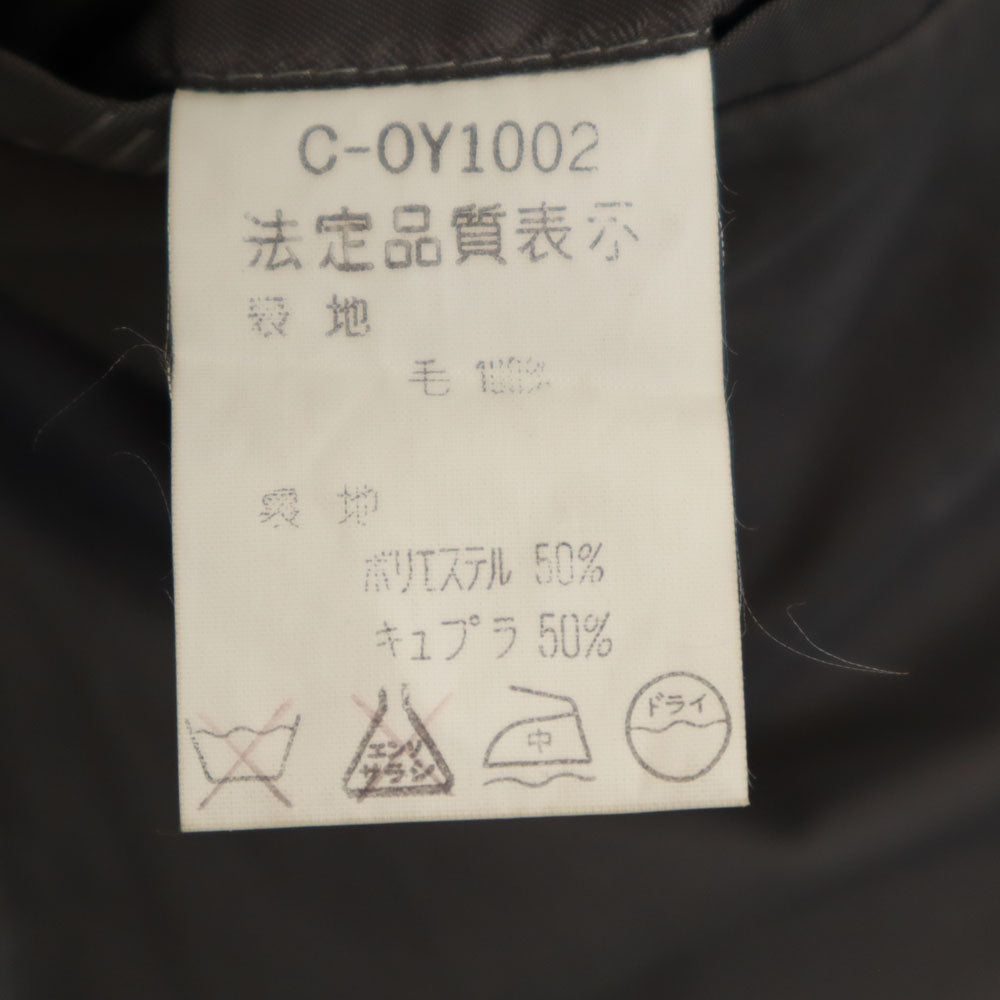 C-OY1002
法定品質表示
表 地
毛 100%
裏 地
ポリエステル 50%
キュプラ 50%
エンソ
サラシ
中
ドライ